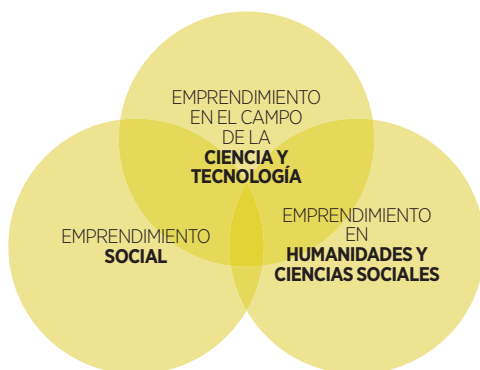 EMPRENDIMIENTO
EN EL CAMPO
DE LA
CIENCIA Y
TECNOLOGÍA
EMPRENDIMIENTO
SOCIAL
EMPRENDIMIENTO
EN
HUMANIDADES Y
CIENCIAS SOCIALES